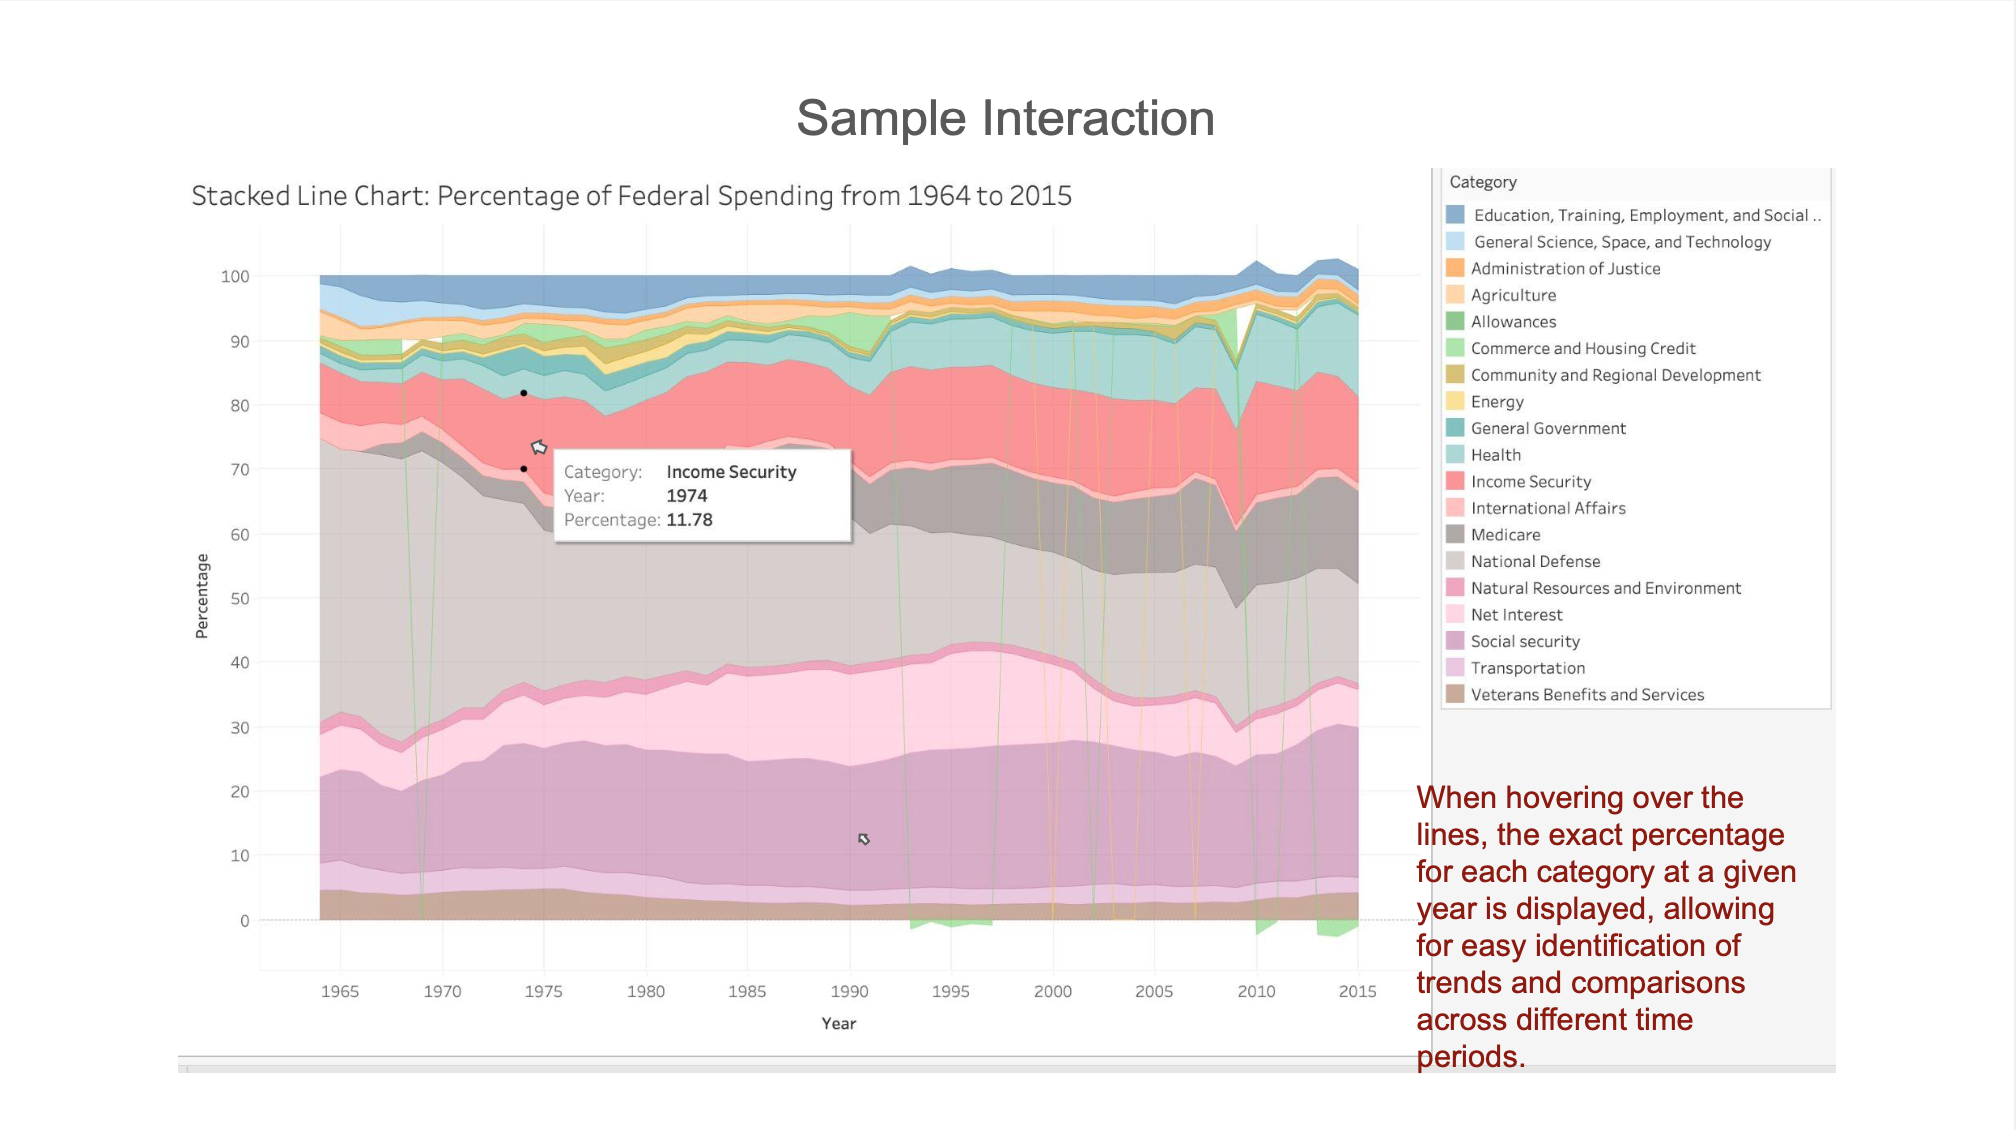 Sample Interaction
Stacked Line Chart: Percentage of Federal Spending from 1964 to 2015
Category
Education, Training, Employment, and Social ..
General Science, Space, and Technology
Administration of Justice
Agriculture
Allowances
Commerce and Housing Credit
Community and Regional Development
Energy
General Government
Health
Income Security
International Affairs
Medicare
National Defense
Natural Resources and Environment
Net Interest
Social security
Transportation
Veterans Benefits and Services
100
90
80
70
60
50
40
30
20
10
0
Percentage
Category: Income Security
Year: 1974
Percentage: 11.78
1965 1970 1975 1980 1985 1990 1995 2000 2005 2010 2015
Year
When hovering over the
lines, the exact percentage
for each category at a given
year is displayed, allowing
for easy identification of
trends and comparisons
across different time
periods.